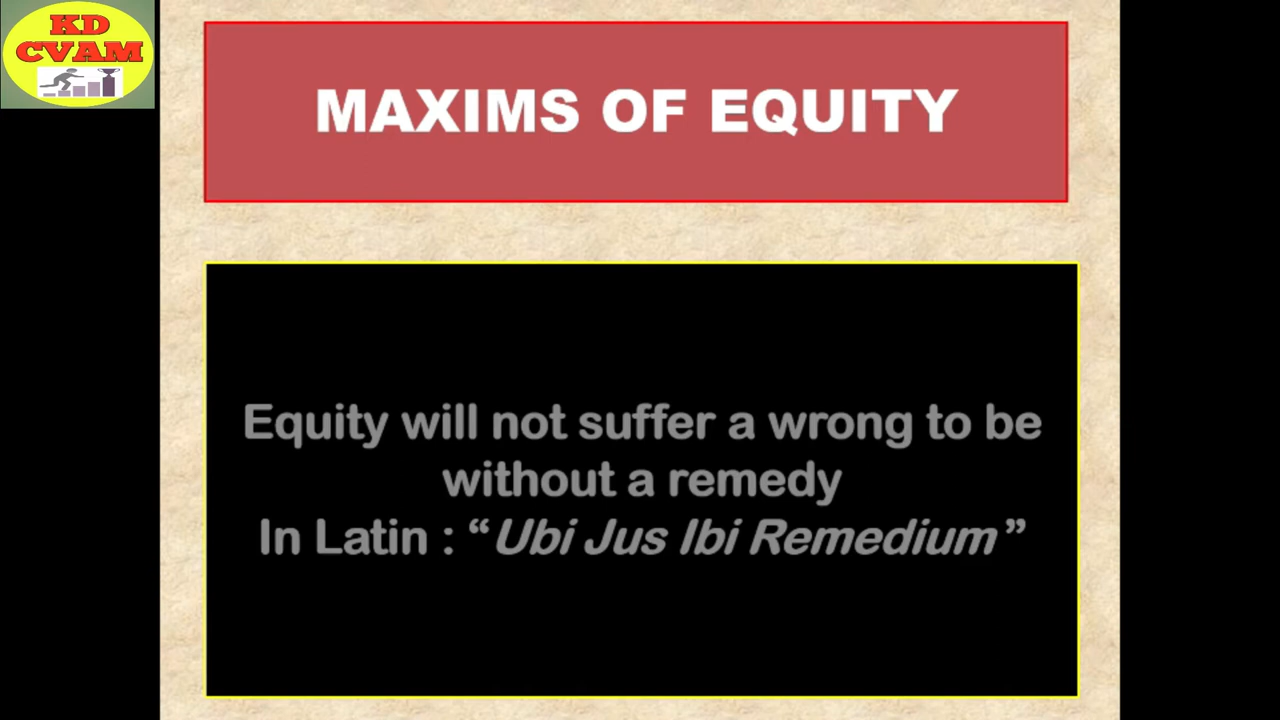 KD
CVAM
MAXIMS OF EQUITY
Equity will not suffer a wrong to be
without a remedy
In Latin : “Ubi Jus Ibi Remedium”